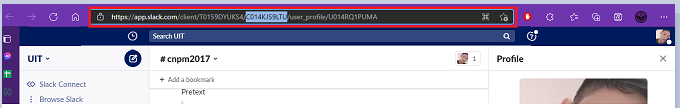 https://app.slack.com/client/T0159DYUKS4/C014KJS9LTU/user_profile/U014RQ1PUMA
Search UIT
UIT
# cnpm2017
1
Profile
+ Add a bookmark
Slack Connect
Browse Slack
Pretext